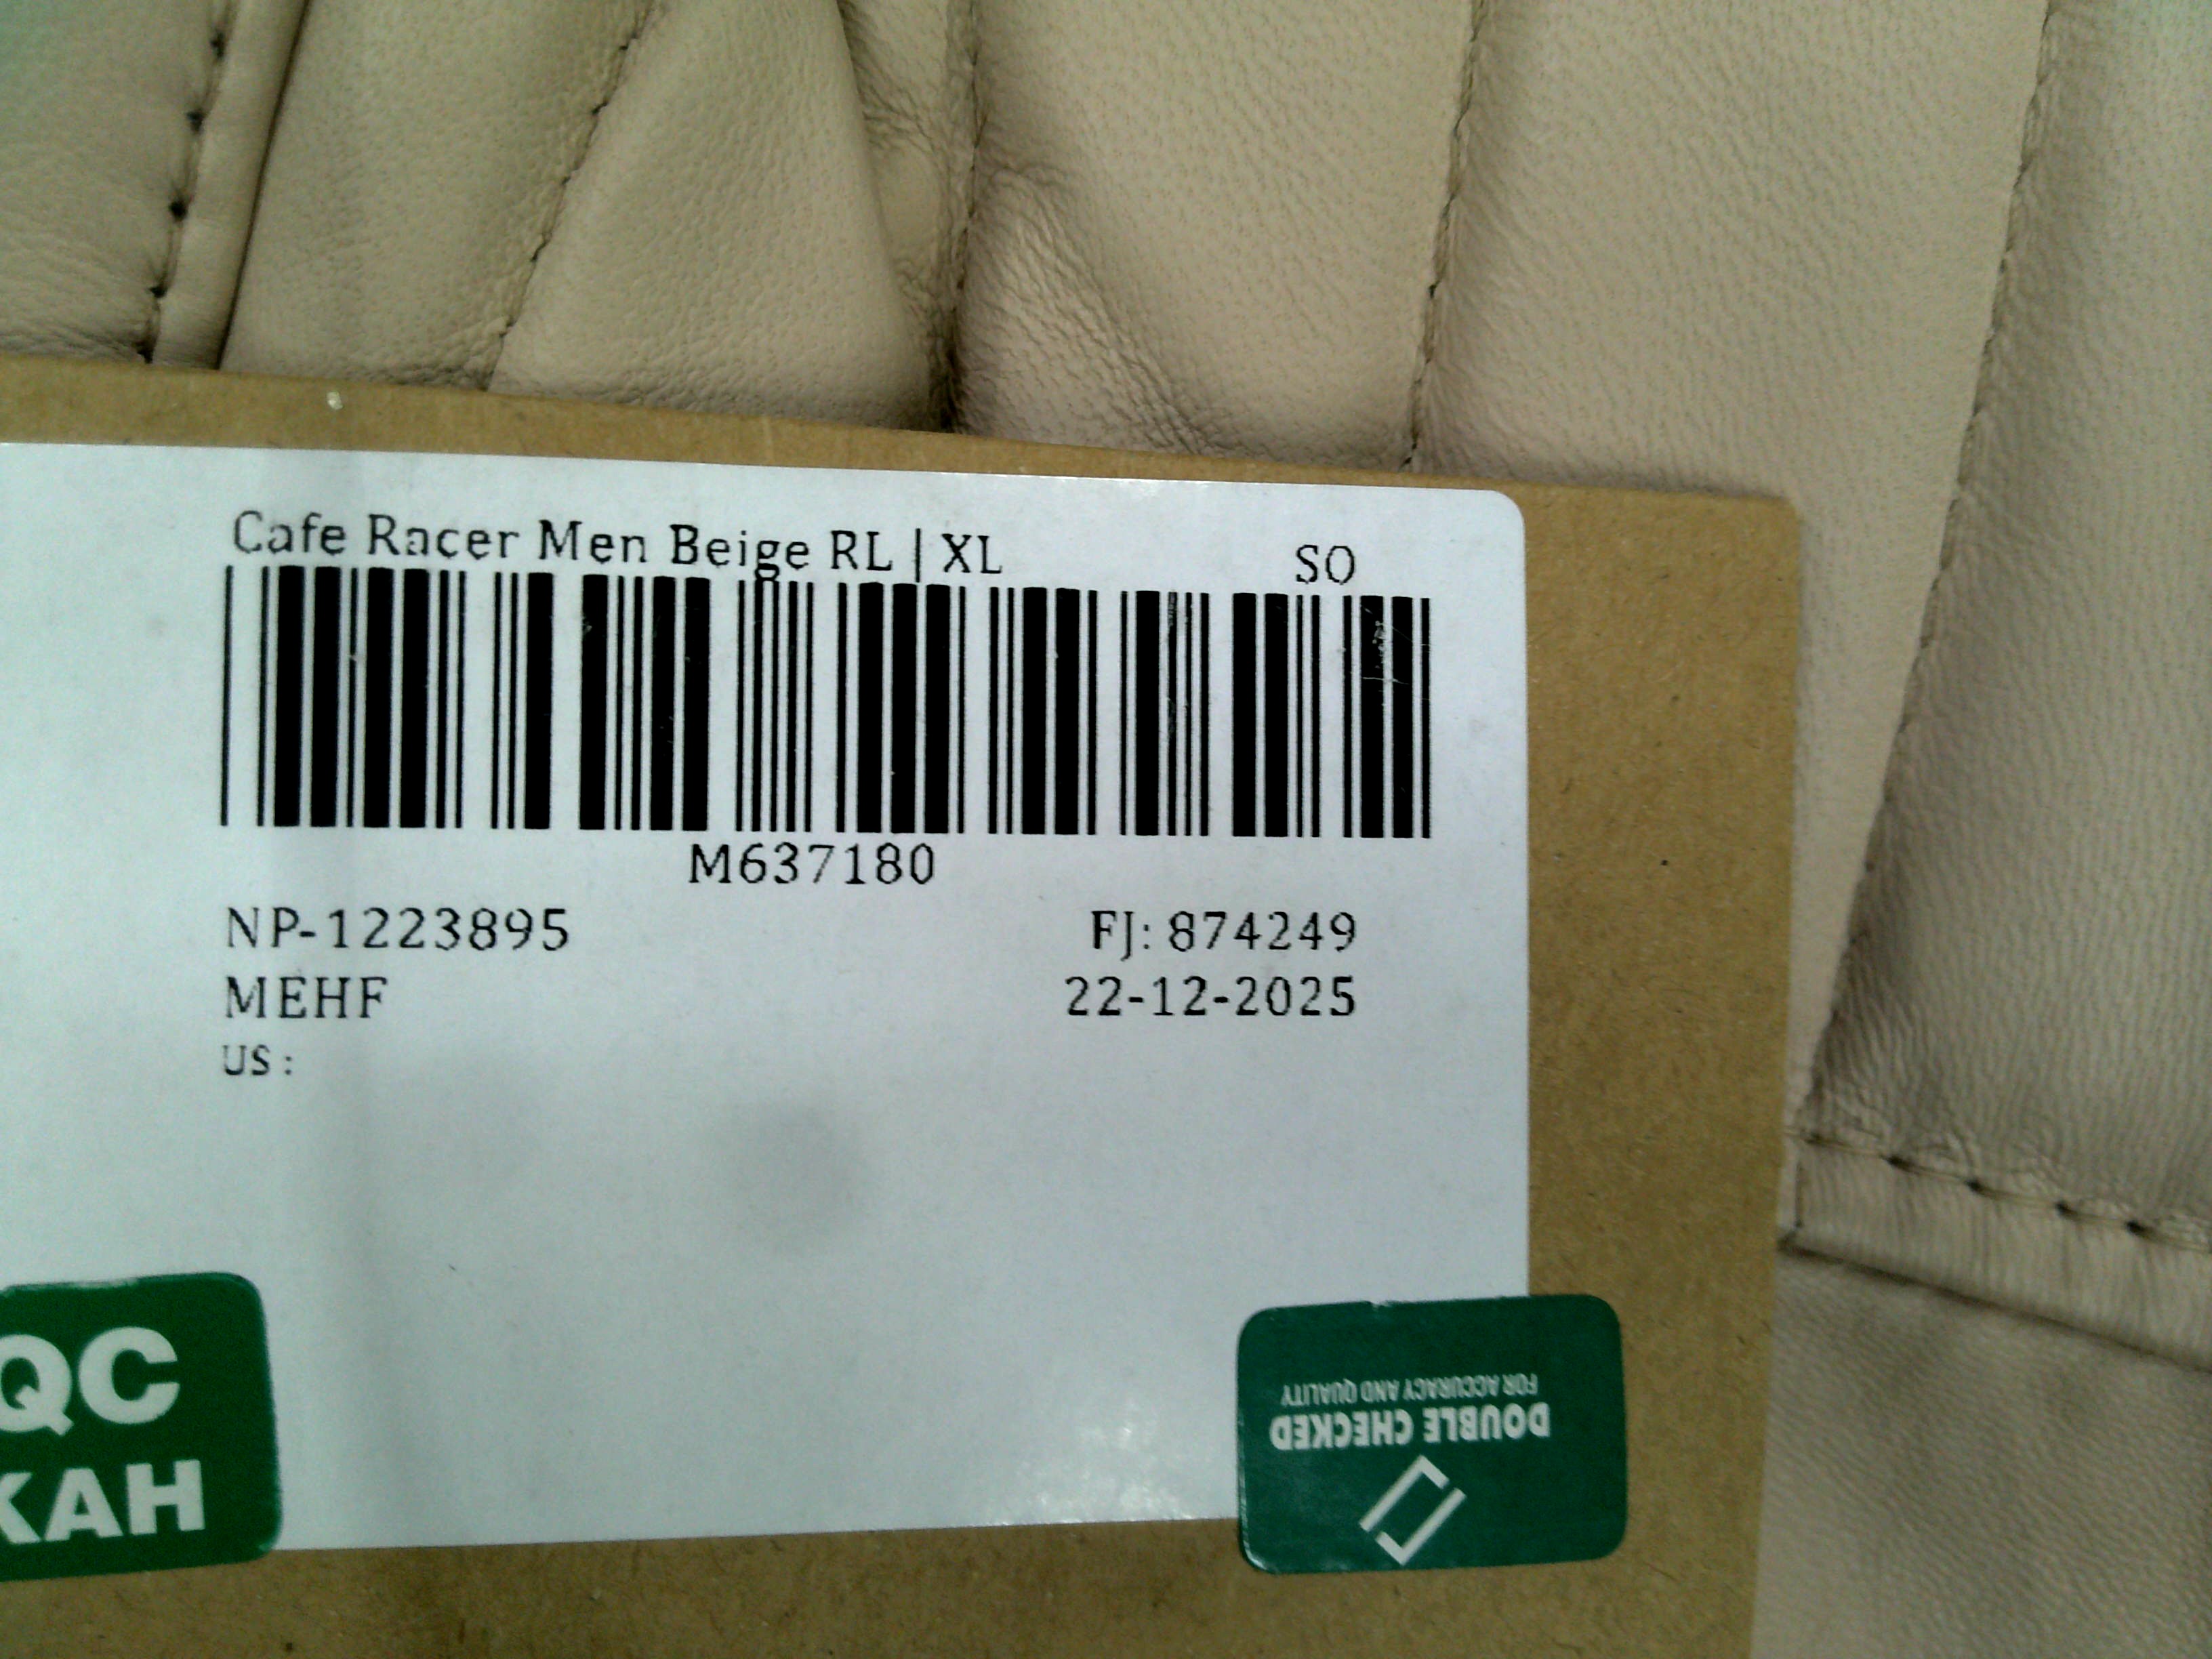 Cafe Racer Men Beige RL | XL SO
M637180
NP-1223895 FJ: 874249
MEHF 22-12-2025
US :
QC
KAH
DOUBLE CHECKED
FOR ACCURACY AND QUALITY